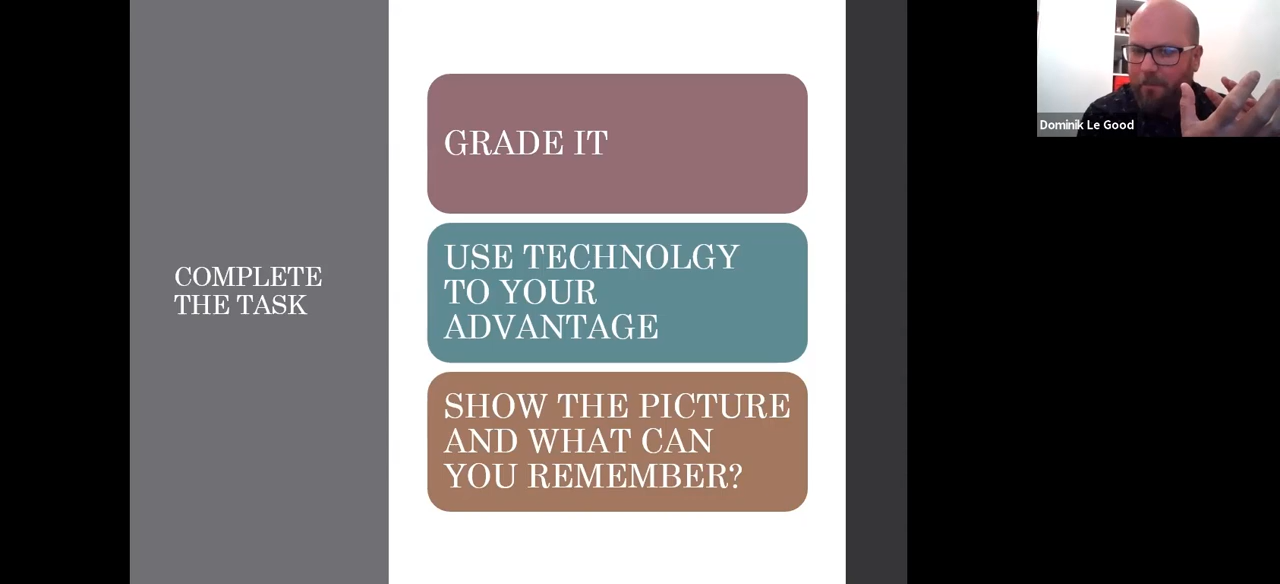 COMPLETE
THE TASK
GRADE IT
USE TECHNOLGY
TO YOUR
ADVANTAGE
SHOW THE PICTURE
AND WHAT CAN
YOU REMEMBER?
Dominik Le Good